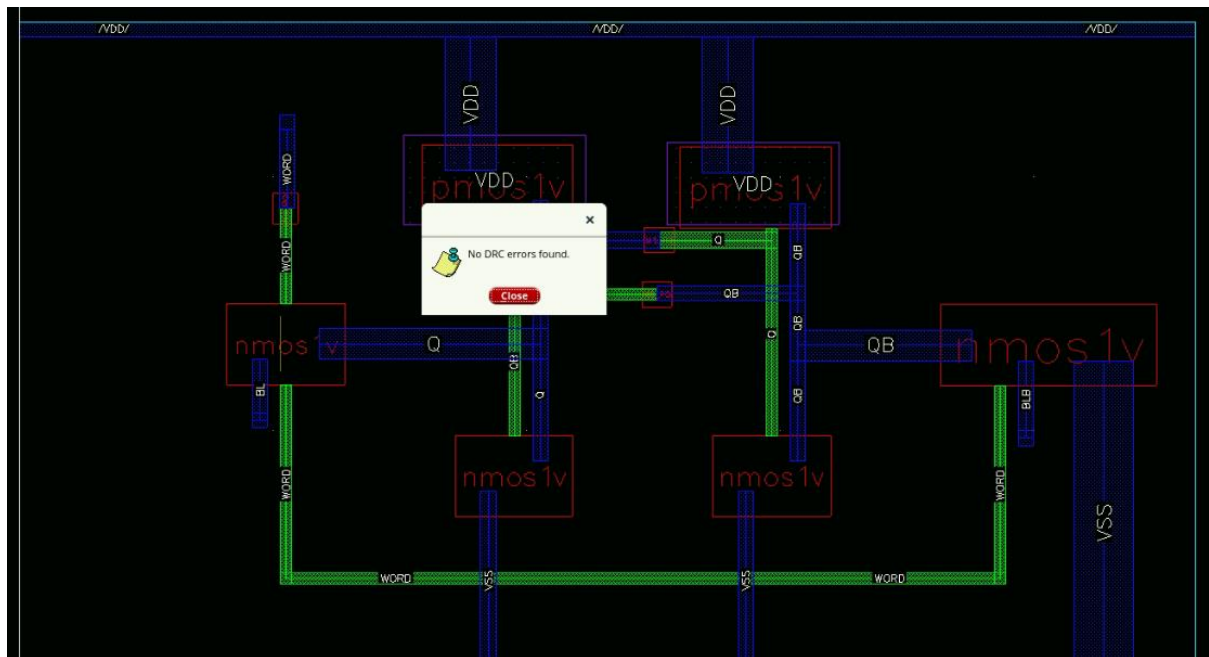 /VDD/ /VDD/ /VDD/
VDD VDD
WORD
pmos1v VDD pmos1v VDD
WORD Q QB
No DRC errors found.
Close
QB
nmos1v Q QB Q QB QB nmos1v
BL Q QB BLB
nmos1v nmos1v
WORD WORD
VSS
WORD VSS VSS WORD